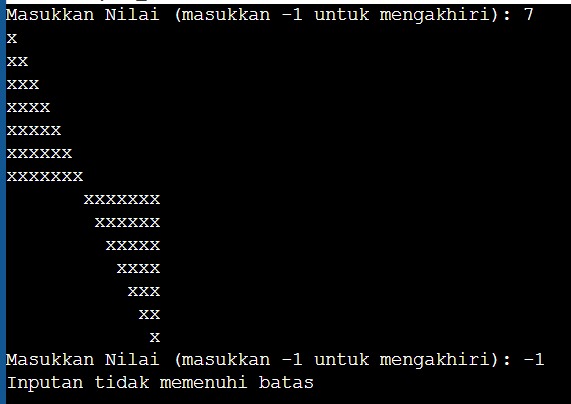 Masukkan Nilai (masukkan -1 untuk mengakhiri): 7
x
xx
xxx
xxxx
xxxxx
xxxxxx
xxxxxxx
       xxxxxxx
        xxxxxx
         xxxxx
          xxxx
           xxx
            xx
             x
Masukkan Nilai (masukkan -1 untuk mengakhiri): -1
Inputan tidak memenuhi batas